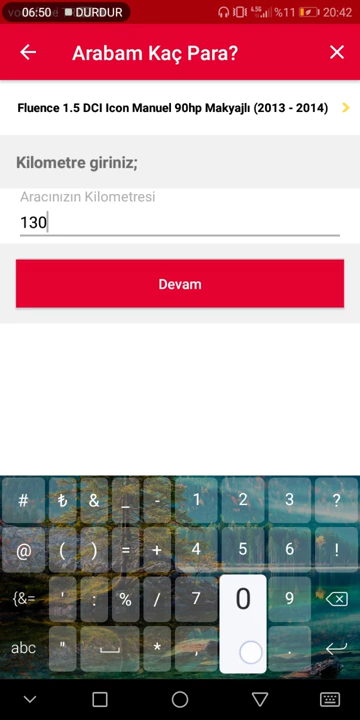 06:50 DURDUR %11 20:42
Arabam Kaç Para?
Fluence 1.5 DCI Icon Manuel 90hp Makyajlı (2013 - 2014)
Kilometre giriniz;
Aracınızın Kilometresi
130
Devam
# ₺ & _ - 1 2 3 ?
@ ( ) = + 4 5 6 !
{&= ' : % / 7 0 9
abc " * , .